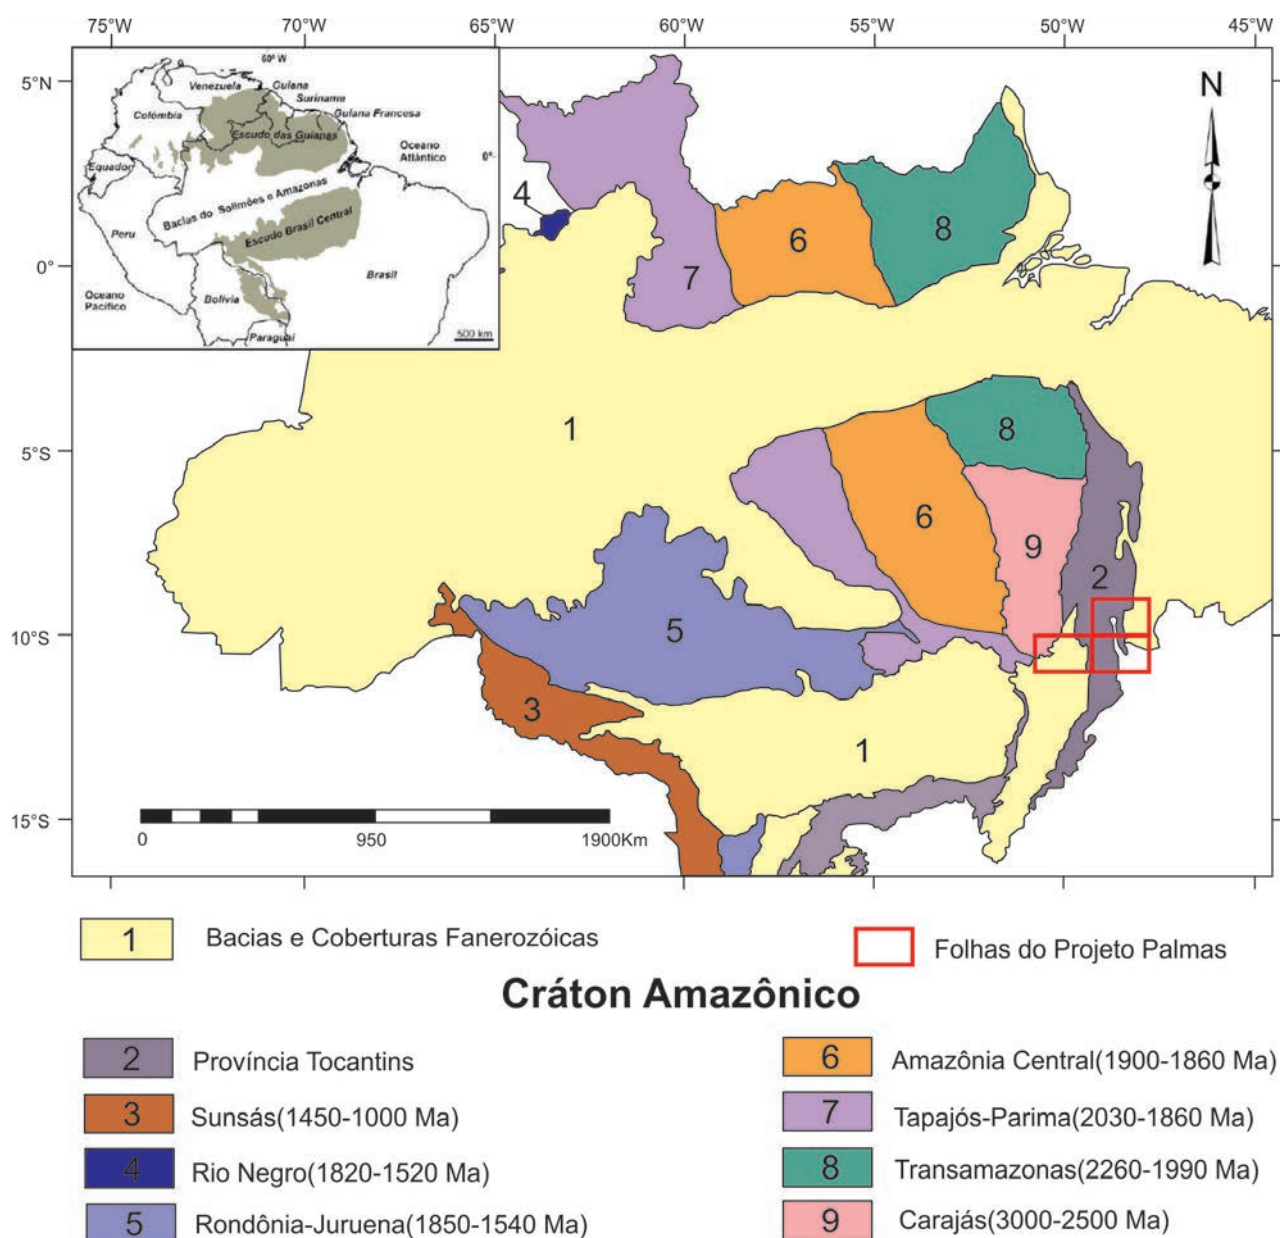 75°W 70°W 65°W 60°W 55°W 50°W 45°W
5°N
0°
5°S
10°S
15°S
60° W
Venezuela
Guiana
Suriname
Guiana Francesa
Colômbia
Escudo das Guianas
Oceano
Atlântico
0°
Equador
Bacias do Solimões e Amazonas
Peru
Escudo Brasil Central
Brasil
Oceano
Pacífico
Bolívia
Paraguai
500 km
N
4
7
6
8
1
8
6
9
2
5
3
1
0 950 1900Km
1 Bacias e Coberturas Fanerozóicas
Folhas do Projeto Palmas
Cráton Amazônico
2 Província Tocantins
3 Sunsás(1450-1000 Ma)
4 Rio Negro(1820-1520 Ma)
5 Rondônia-Juruena(1850-1540 Ma)
6 Amazônia Central(1900-1860 Ma)
7 Tapajós-Parima(2030-1860 Ma)
8 Transamazonas(2260-1990 Ma)
9 Carajás(3000-2500 Ma)